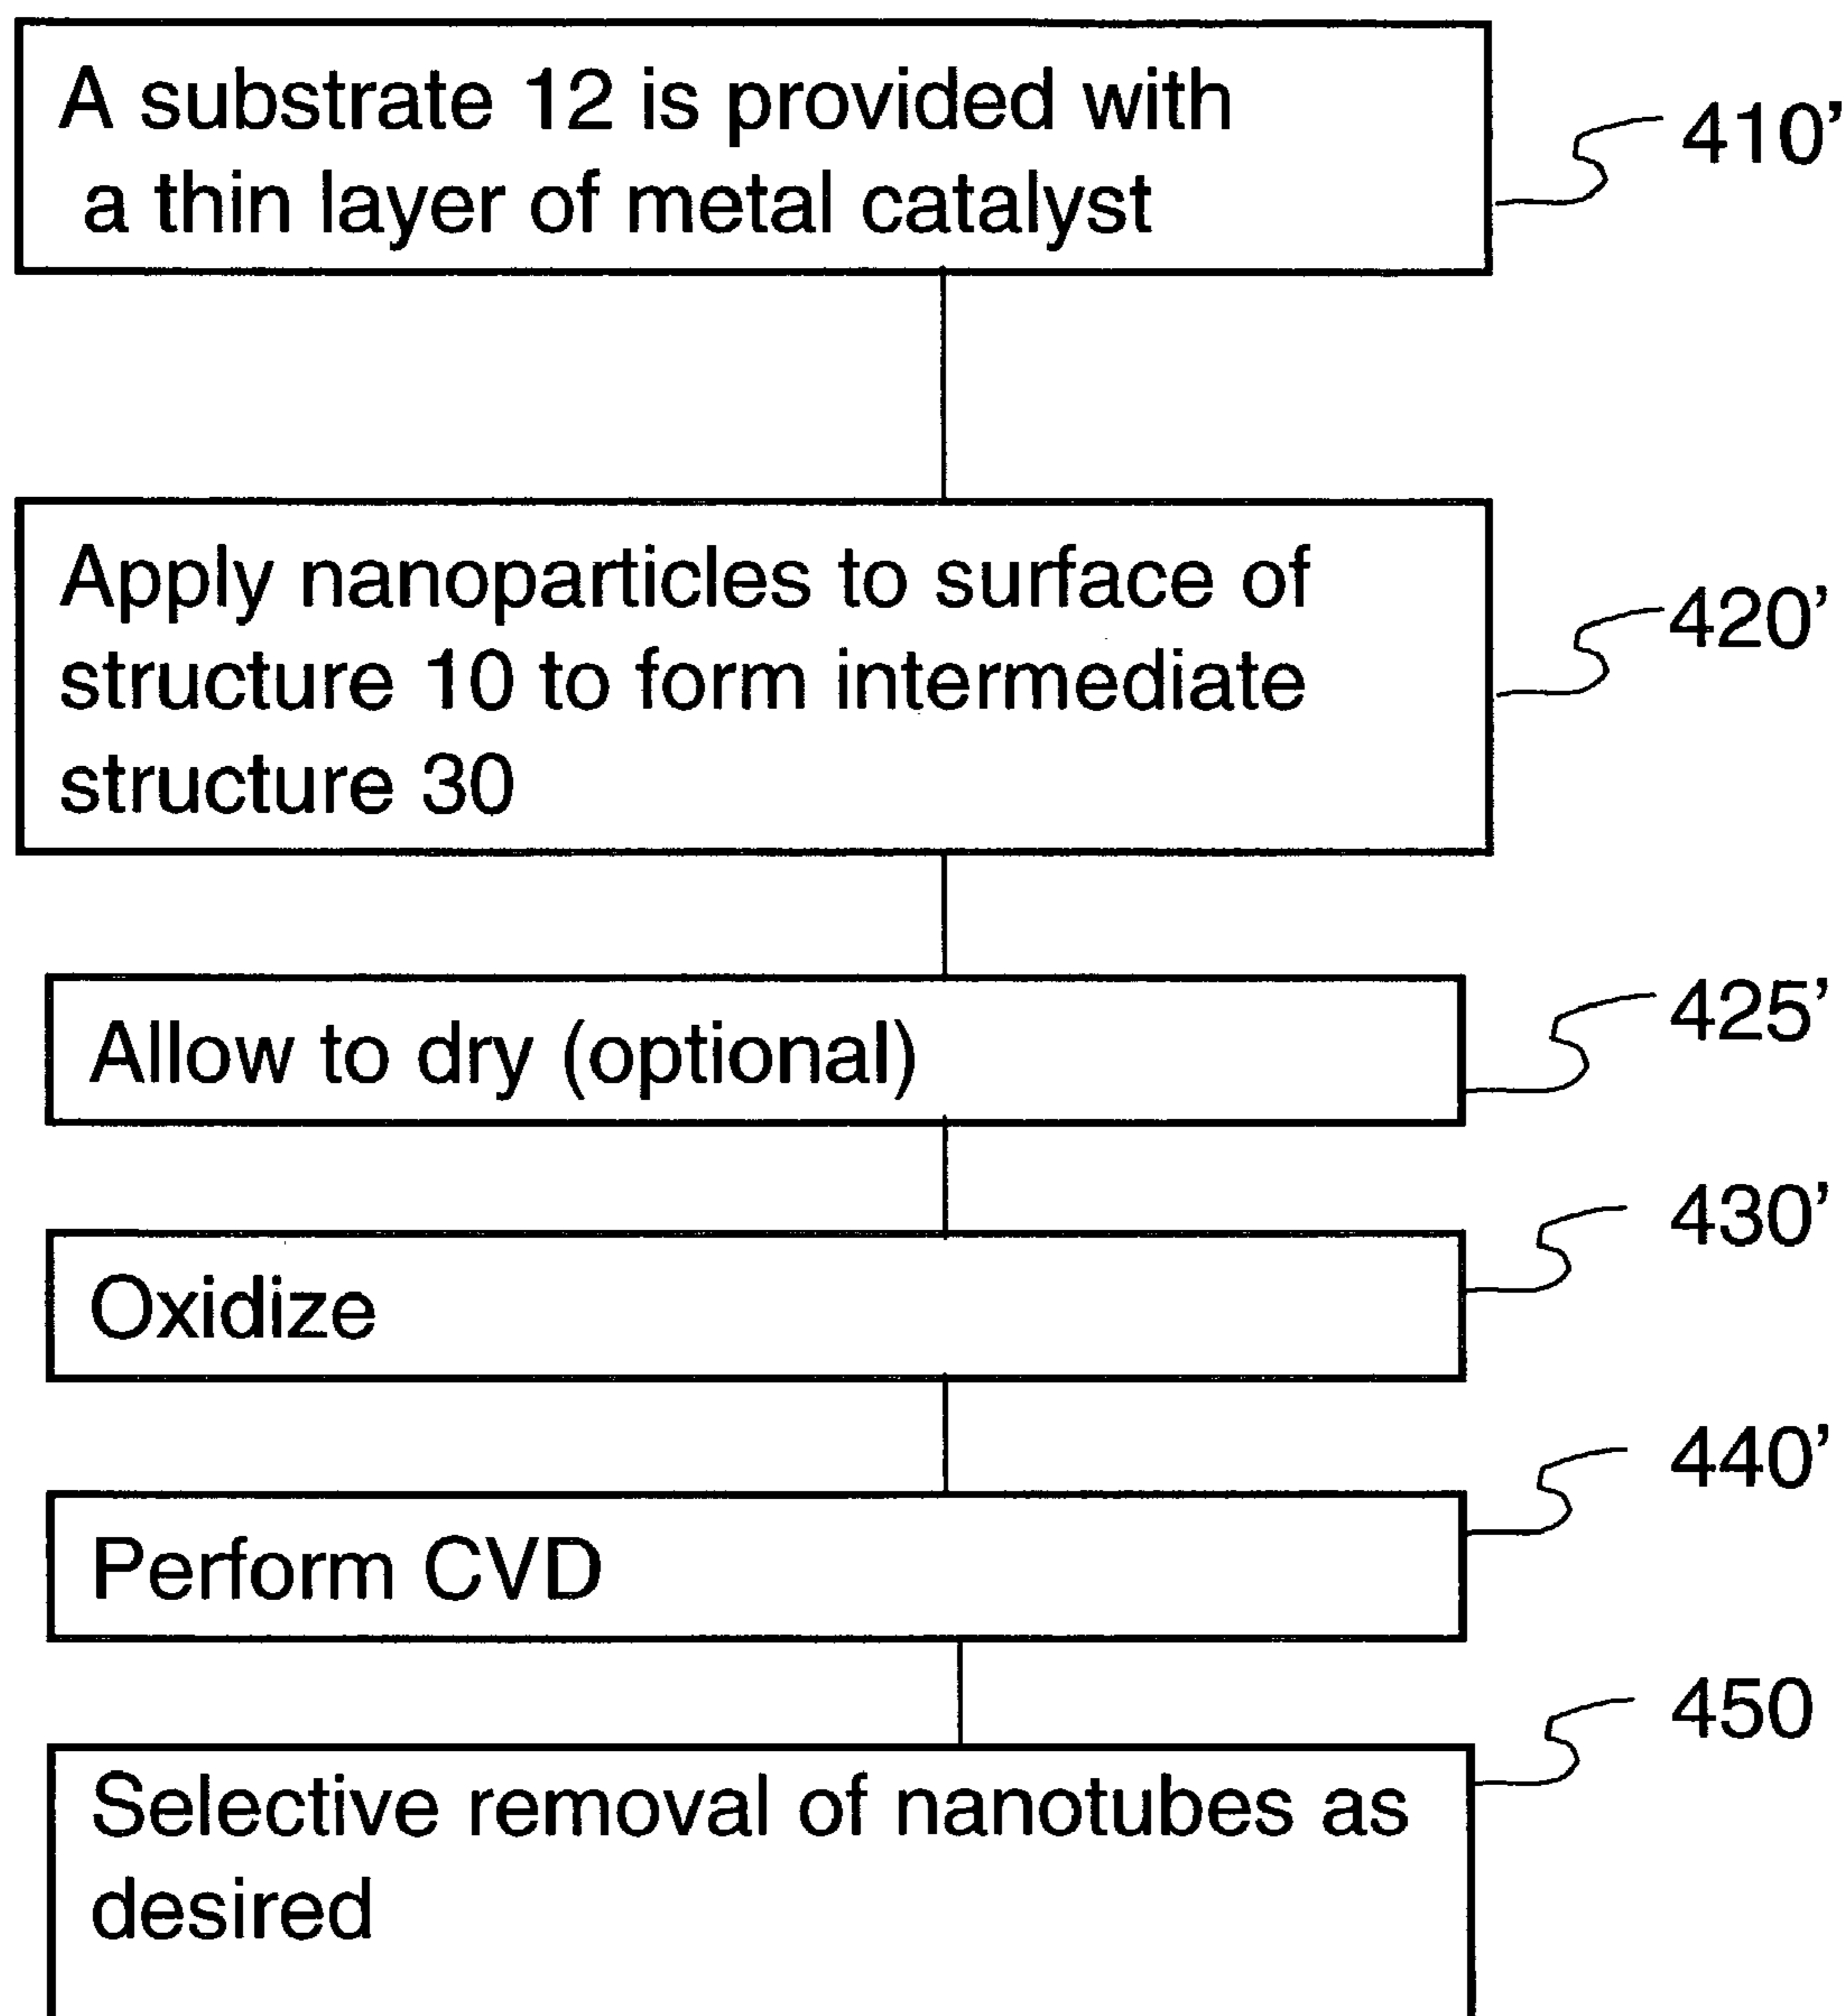 A substrate 12 is provided with
a thin layer of metal catalyst
410’
Apply nanoparticles to surface of
structure 10 to form intermediate
structure 30
420’
Allow to dry (optional)
425’
Oxidize
430’
Perform CVD
440’
Selective removal of nanotubes as
desired
450